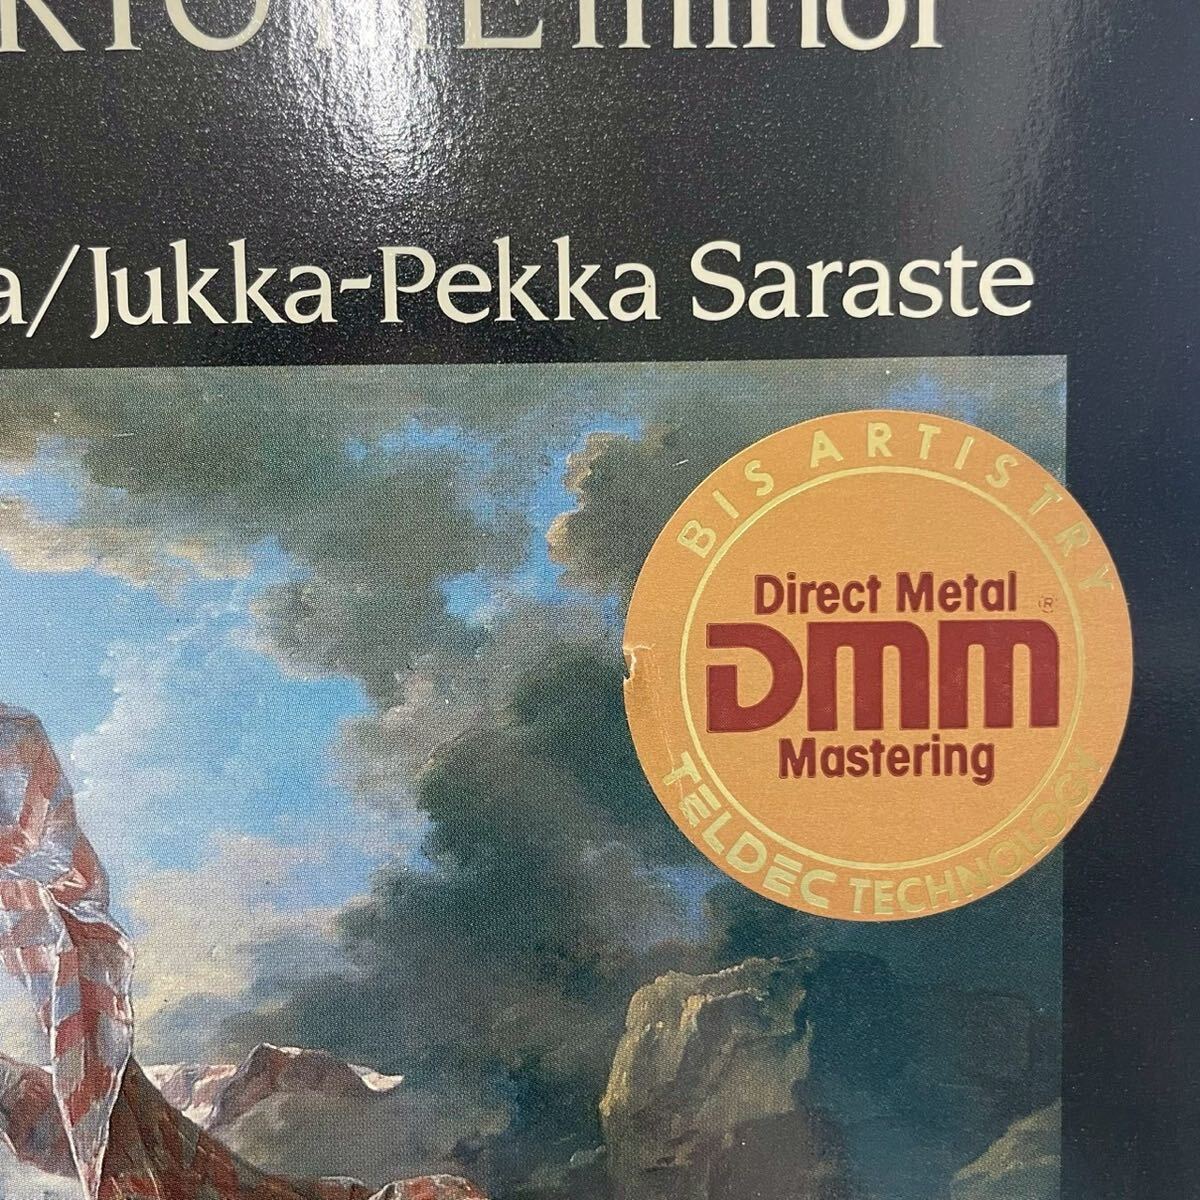 minor
a/Jukka-Pekka Saraste
BIS ARTISTRY
Direct Metal ®
DMM
Mastering
TELDEC TECHNOLOGY